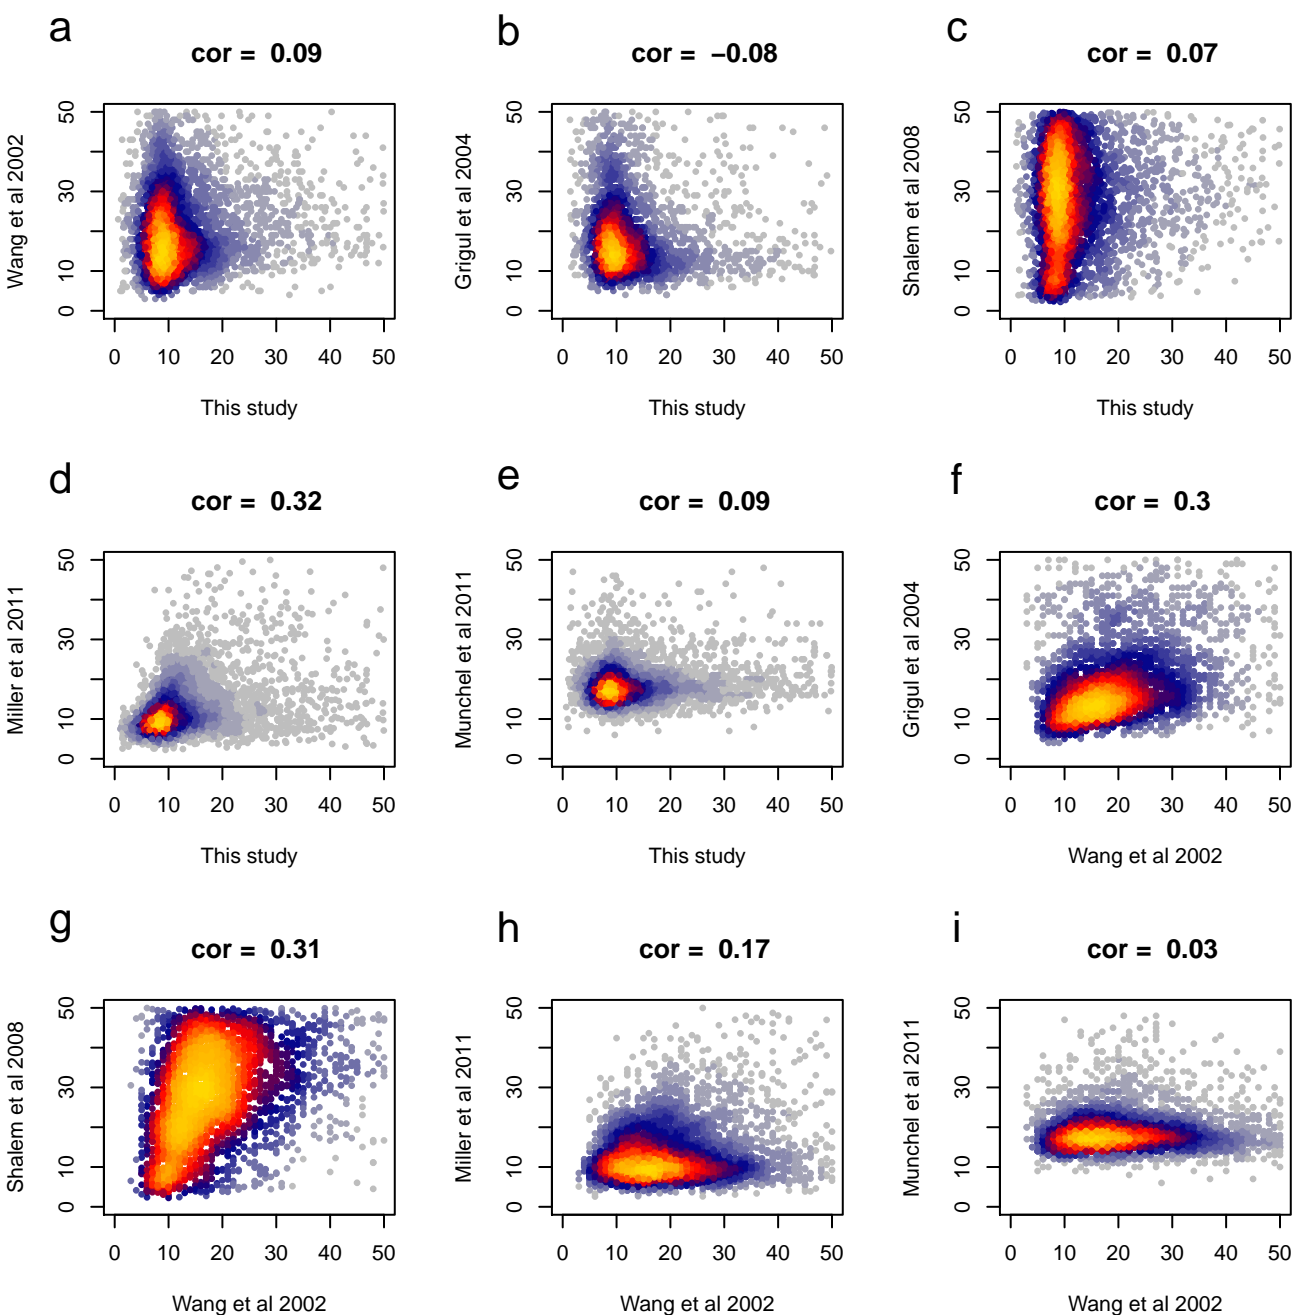 a
cor = 0.09
Wang et al 2002
0 10 30 50
0 10 20 30 40 50
This study
b
cor = −0.08
Grigul et al 2004
0 10 30 50
0 10 20 30 40 50
This study
c
cor = 0.07
Shalem et al 2008
0 10 30 50
0 10 20 30 40 50
This study
d
cor = 0.32
Miller et al 2011
0 10 30 50
0 10 20 30 40 50
This study
e
cor = 0.09
Munchel et al 2011
0 10 30 50
0 10 20 30 40 50
This study
f
cor = 0.3
Grigul et al 2004
0 10 30 50
0 10 20 30 40 50
Wang et al 2002
g
cor = 0.31
Shalem et al 2008
0 10 30 50
0 10 20 30 40 50
Wang et al 2002
h
cor = 0.17
Miller et al 2011
0 10 30 50
0 10 20 30 40 50
Wang et al 2002
i
cor = 0.03
Munchel et al 2011
0 10 30 50
0 10 20 30 40 50
Wang et al 2002